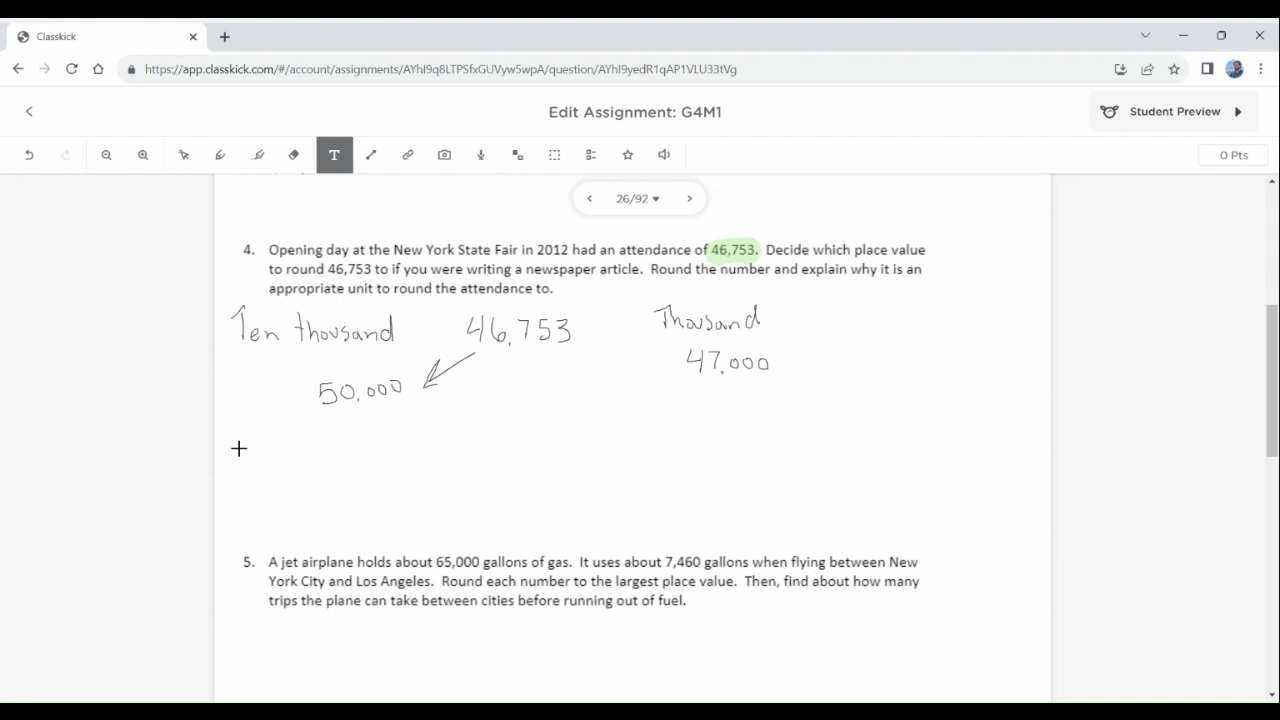 Classkick
https://app.classkick.com/#/account/assignments/AYhI9q8LTPSfxGUVyw5wpA/question/AYhI9yedR1qAP1VLU33tVg
Edit Assignment: G4M1
Student Preview
T
0 Pts
26/92
4. Opening day at the New York State Fair in 2012 had an attendance of 46,753. Decide which place value
to round 46,753 to if you were writing a newspaper article. Round the number and explain why it is an
appropriate unit to round the attendance to.
Ten thousand 46,753 Thousand
47,000
50,000
5. A jet airplane holds about 65,000 gallons of gas. It uses about 7,460 gallons when flying between New
York City and Los Angeles. Round each number to the largest place value. Then, find about how many
trips the plane can take between cities before running out of fuel.